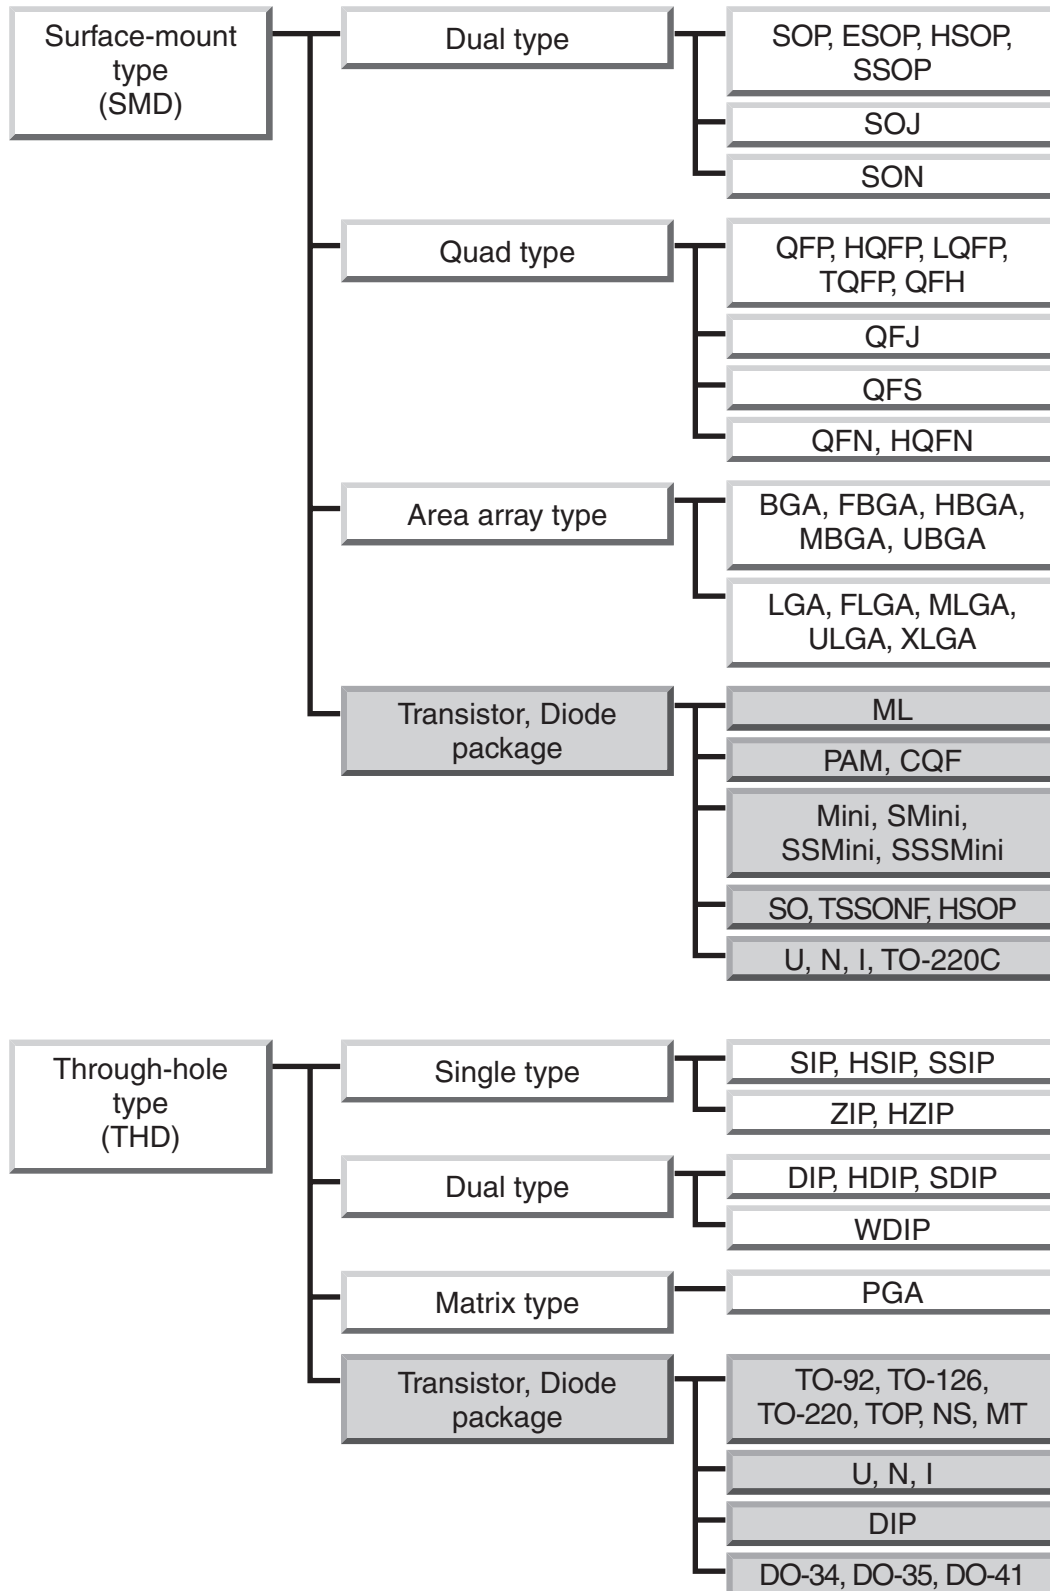 Surface-mount
type
(SMD)
Dual type
SOP, ESOP, HSOP,
SSOP
SOJ
SON
Quad type
QFP, HQFP, LQFP,
TQFP, QFH
QFJ
QFS
QFN, HQFN
Area array type
BGA, FBGA, HBGA,
MBGA, UBGA
LGA, FLGA, MLGA,
ULGA, XLGA
Transistor, Diode
package
ML
PAM, CQF
Mini, SMini,
SSMini, SSSMini
SO, TSSONF, HSOP
U, N, I, TO-220C
Through-hole
type
(THD)
Single type
SIP, HSIP, SSIP
ZIP, HZIP
Dual type
DIP, HDIP, SDIP
WDIP
Matrix type
PGA
Transistor, Diode
package
TO-92, TO-126,
TO-220, TOP, NS, MT
U, N, I
DIP
DO-34, DO-35, DO-41